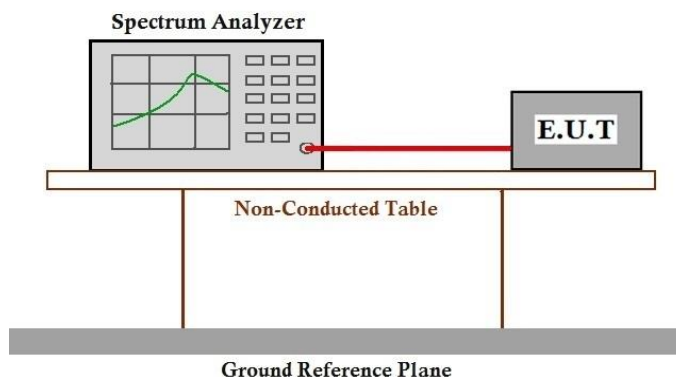 Spectrum Analyzer
E.U.T
Non-Conducted Table
Ground Reference Plane